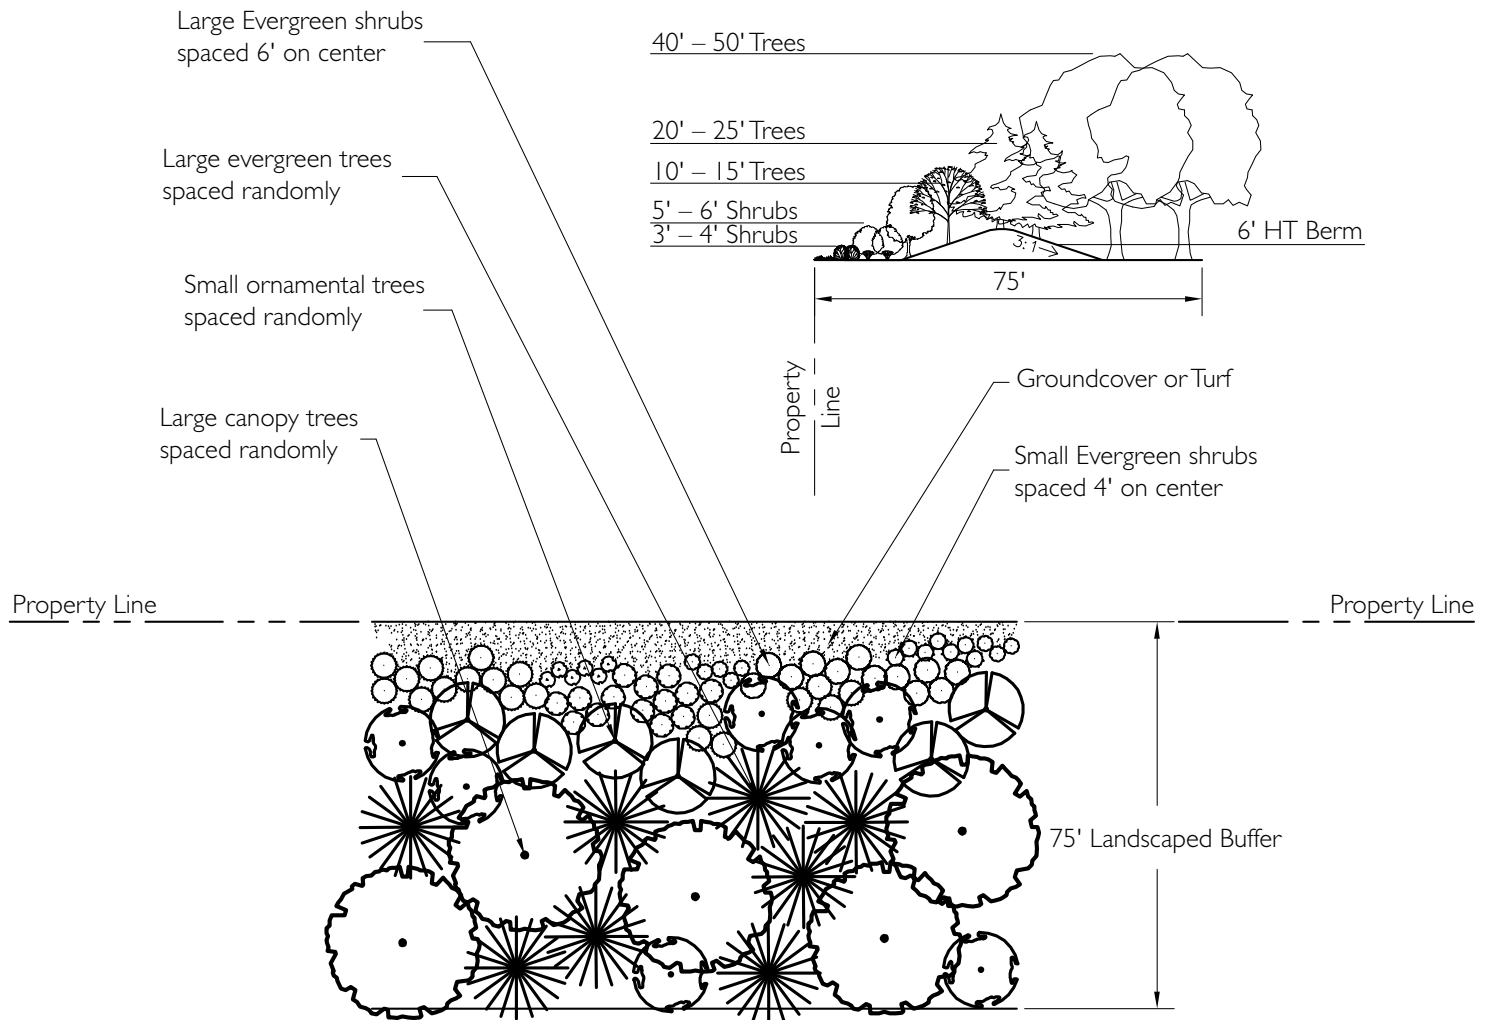 Large Evergreen shrubs
spaced 6' on center
Large evergreen trees
spaced randomly
Small ornamental trees
spaced randomly
Large canopy trees
spaced randomly
40' – 50' Trees
20' – 25' Trees
10' – 15' Trees
5' – 6' Shrubs
3' – 4' Shrubs
3:1
6' HT Berm
75'
Property
Line
Groundcover or Turf
Small Evergreen shrubs
spaced 4' on center
Property Line
Property Line
75' Landscaped Buffer